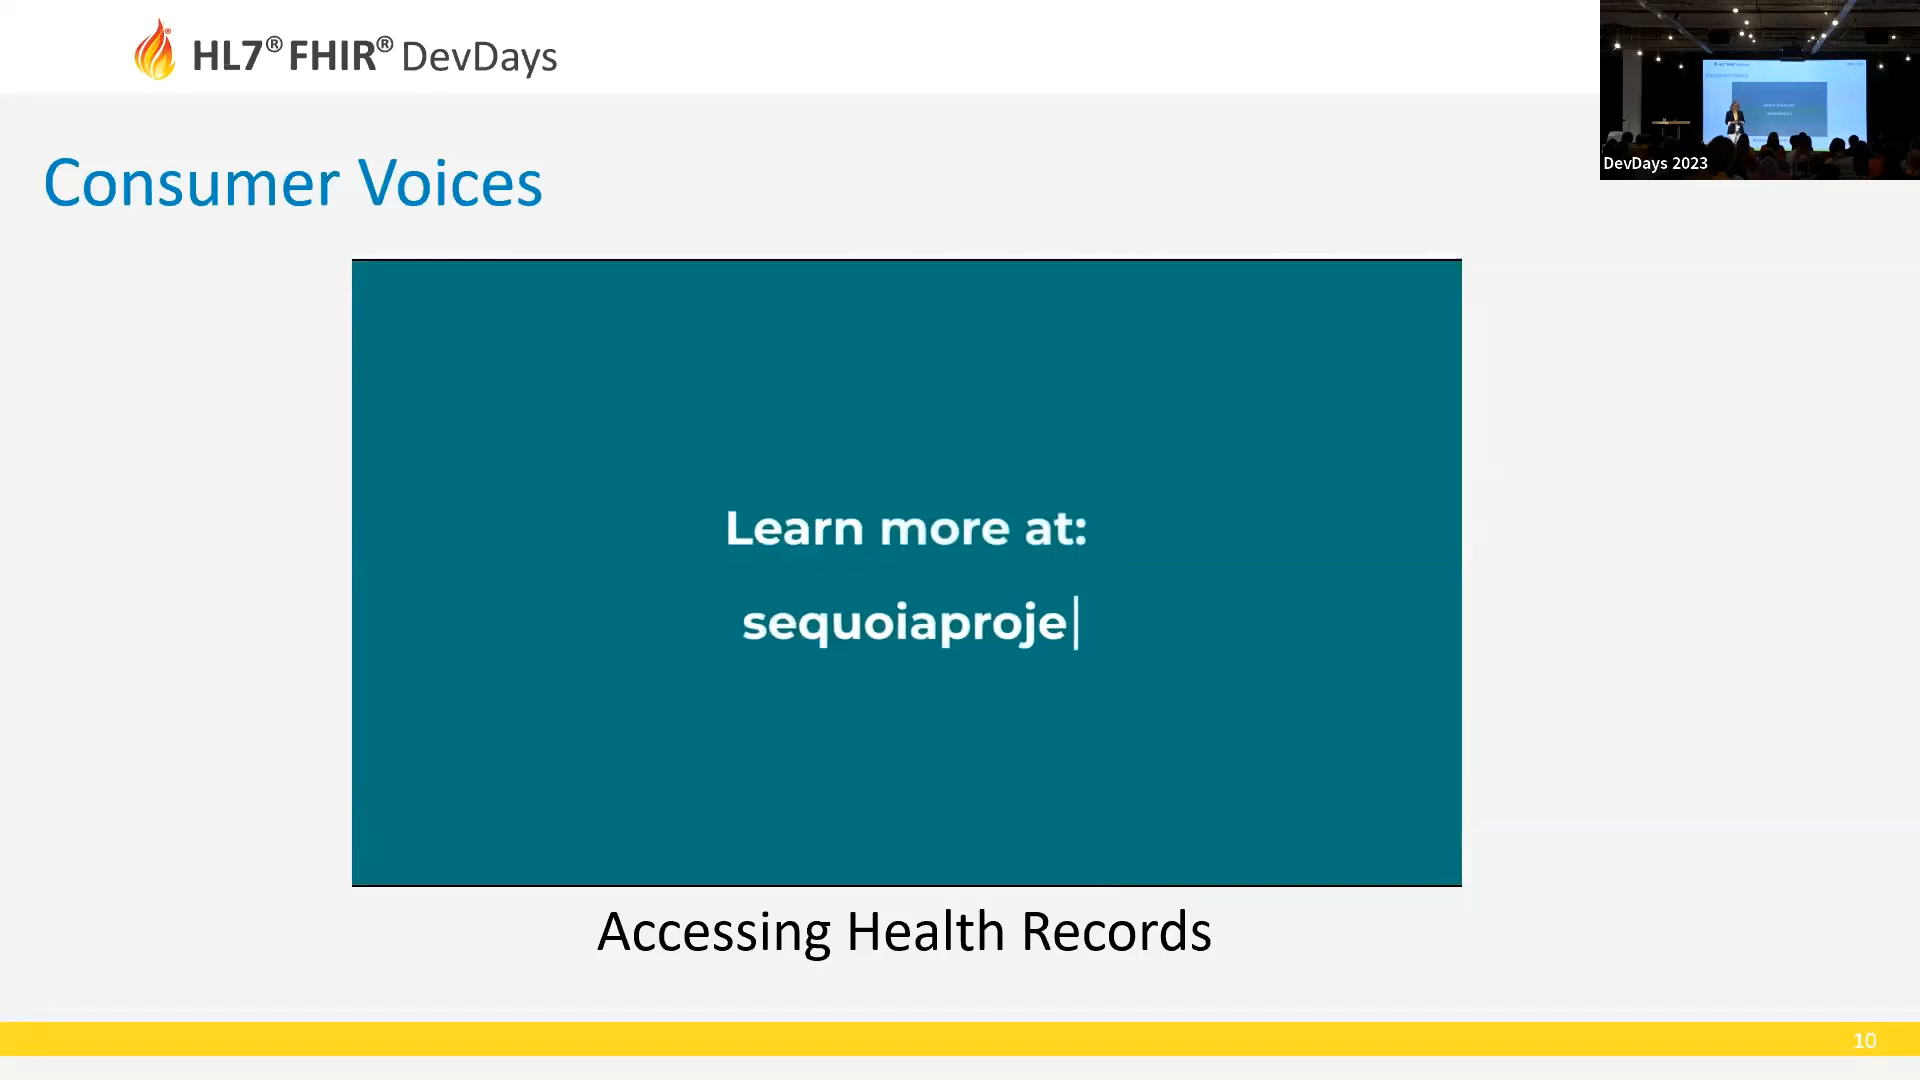 HL7® FHIR® DevDays
DevDays 2023
Consumer Voices
Learn more at:
sequoiaproje
Accessing Health Records
10